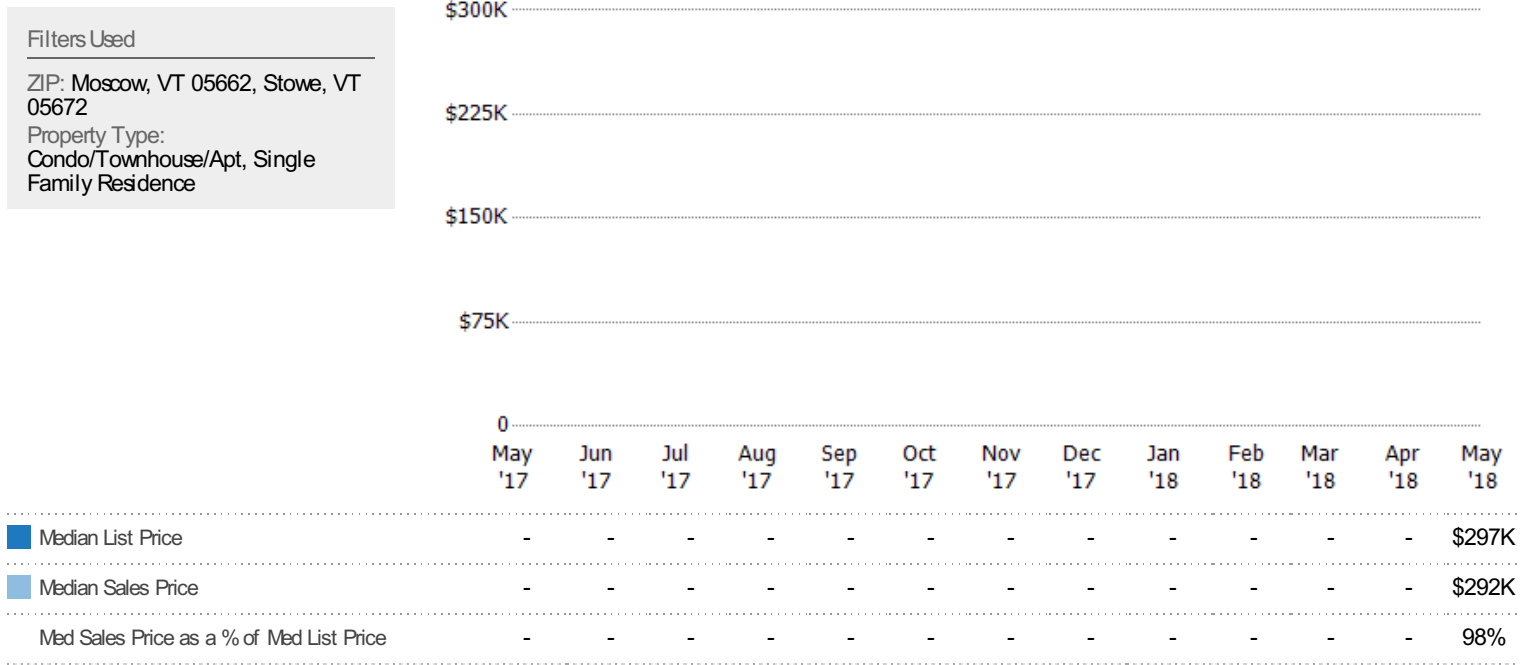 Filters Used
ZIP: Moscow, VT 05662, Stowe, VT
05672
Property Type:
Condo/Townhouse/Apt, Single
Family Residence
$300K
$225K
$150K
$75K
0
May Jun Jul Aug Sep Oct Nov Dec Jan Feb Mar Apr May
'17 '17 '17 '17 '17 '17 '17 '17 '18 '18 '18 '18 '18
Median List Price - - - - - - - - - - - - $297K
Median Sales Price - - - - - - - - - - - - $292K
Med Sales Price as a % of Med List Price - - - - - - - - - - - - 98%